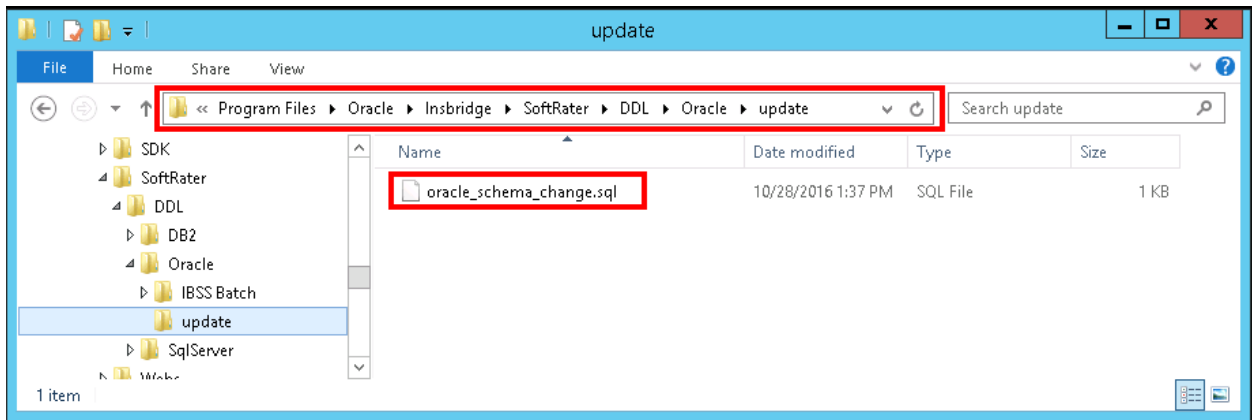 update
File Home Share View
« Program Files Oracle Insbridge SoftRater DDL Oracle update Search update
SDK
SoftRater
DDL
DB2
Oracle
IBSS Batch
update
SqlServer
Name Date modified Type Size
oracle_schema_change.sql 10/28/2016 1:37 PM SQL File 1 KB
1 item